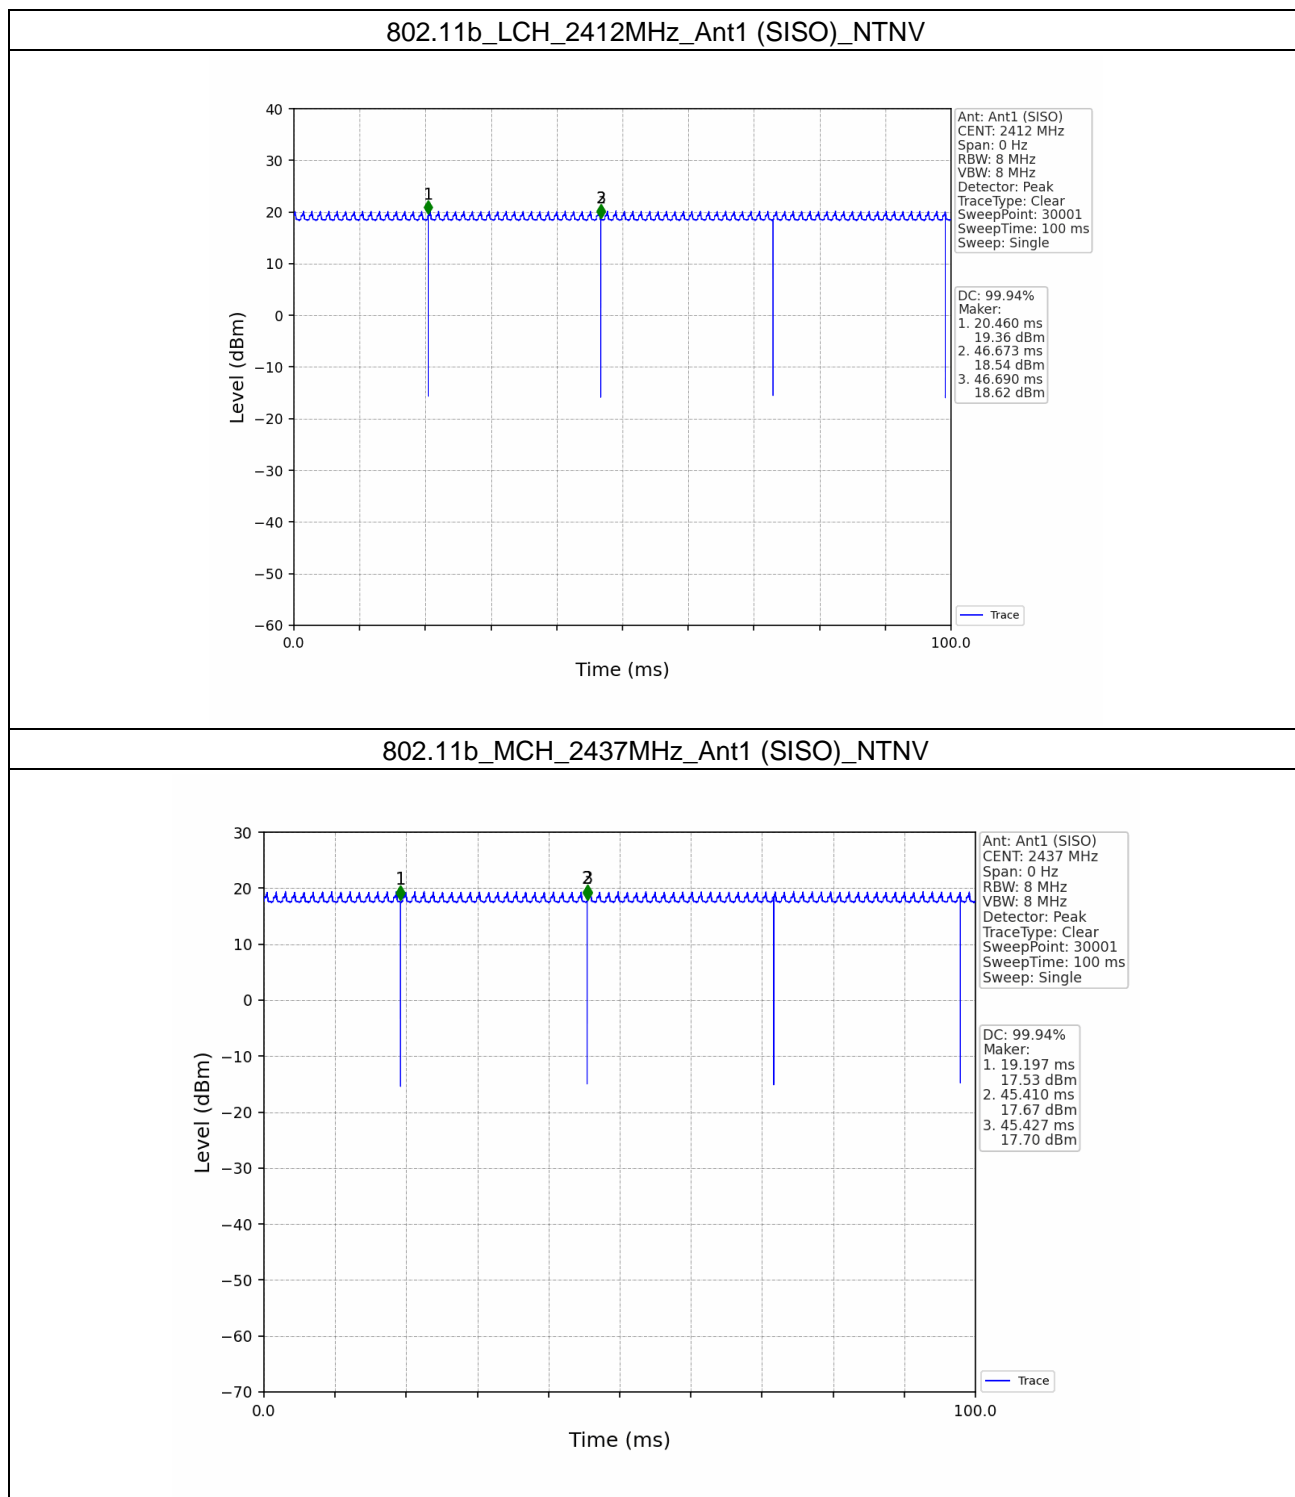 802.11b_LCH_2412MHz_Ant1 (SISO)_NTNV
40
30
20
10
0
−10
−20
−30
−40
−50
−60
Level (dBm)
1
2
3
0.0
100.0
Time (ms)
Ant: Ant1 (SISO)
CENT: 2412 MHz
Span: 0 Hz
RBW: 8 MHz
VBW: 8 MHz
Detector: Peak
TraceType: Clear
SweepPoint: 30001
SweepTime: 100 ms
Sweep: Single
DC: 99.94%
Maker:
1. 20.460 ms
19.36 dBm
2. 46.673 ms
18.54 dBm
3. 46.690 ms
18.62 dBm
Trace
802.11b_MCH_2437MHz_Ant1 (SISO)_NTNV
30
20
10
0
−10
−20
−30
−40
−50
−60
−70
Level (dBm)
1
2
3
0.0
100.0
Time (ms)
Ant: Ant1 (SISO)
CENT: 2437 MHz
Span: 0 Hz
RBW: 8 MHz
VBW: 8 MHz
Detector: Peak
TraceType: Clear
SweepPoint: 30001
SweepTime: 100 ms
Sweep: Single
DC: 99.94%
Maker:
1. 19.197 ms
17.53 dBm
2. 45.410 ms
17.67 dBm
3. 45.427 ms
17.70 dBm
Trace